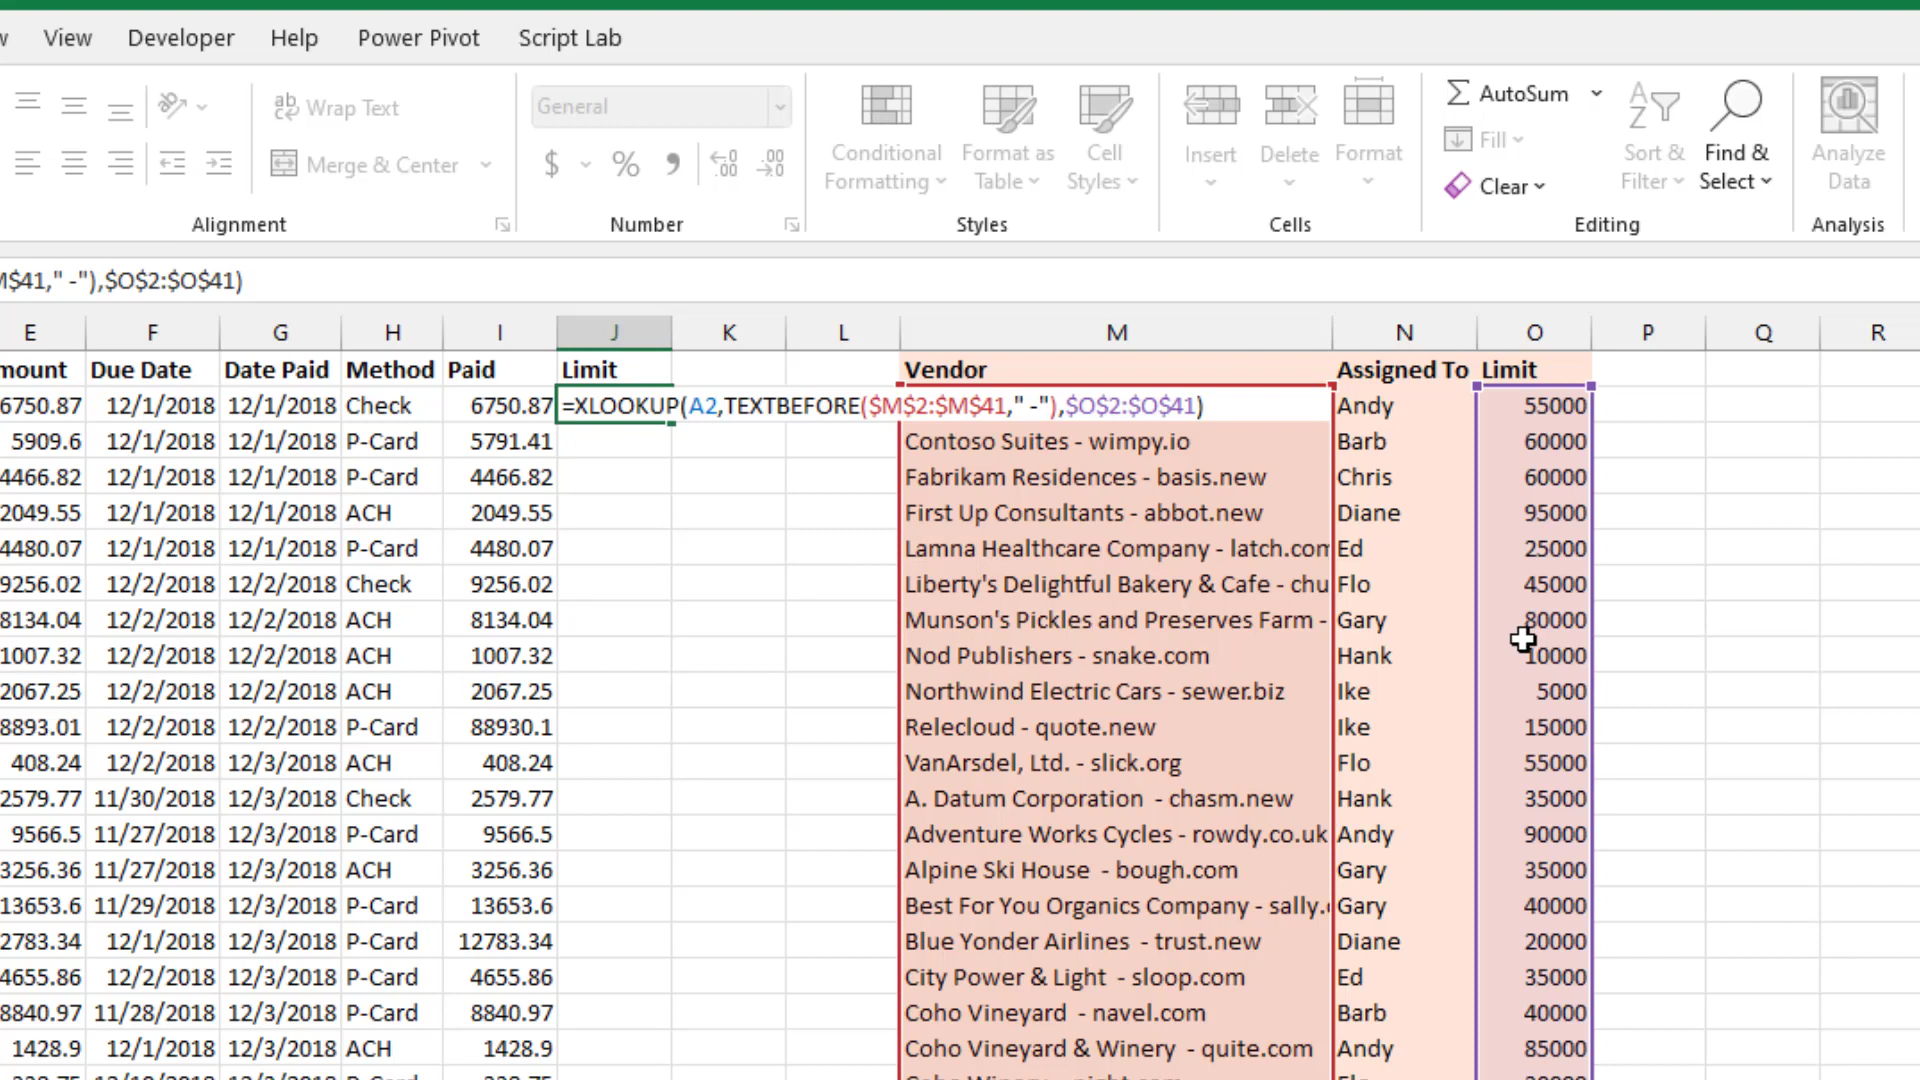 View Developer Help Power Pivot Script Lab
Wrap Text General AutoSum
Merge & Center $ % Conditional Formatting Format as Table Cell Styles Insert Delete Format Fill Clear Sort & Filter Find & Select Analyze Data
Alignment Number Styles Cells Editing Analysis
M$41," -"),$O$2:$O$41)
E F G H I J K L M N O P Q R
mount Due Date Date Paid Method Paid Limit Vendor Assigned To Limit
6750.87 12/1/2018 12/1/2018 Check 6750.87 =XLOOKUP(A2,TEXTBEFORE($M$2:$M$41," -"),$O$2:$O$41) Andy 55000
5909.6 12/1/2018 12/1/2018 P-Card 5791.41 Contoso Suites - wimpy.io Barb 60000
4466.82 12/1/2018 12/1/2018 P-Card 4466.82 Fabrikam Residences - basis.new Chris 60000
2049.55 12/1/2018 12/1/2018 ACH 2049.55 First Up Consultants - abbot.new Diane 95000
4480.07 12/1/2018 12/1/2018 P-Card 4480.07 Lamna Healthcare Company - latch.com Ed 25000
9256.02 12/2/2018 12/2/2018 Check 9256.02 Liberty's Delightful Bakery & Cafe - chu Flo 45000
8134.04 12/2/2018 12/2/2018 ACH 8134.04 Munson's Pickles and Preserves Farm - Gary 80000
1007.32 12/2/2018 12/2/2018 ACH 1007.32 Nod Publishers - snake.com Hank 10000
2067.25 12/2/2018 12/2/2018 ACH 2067.25 Northwind Electric Cars - sewer.biz Ike 5000
8893.01 12/2/2018 12/2/2018 P-Card 88930.1 Relecloud - quote.new Ike 15000
408.24 12/2/2018 12/3/2018 ACH 408.24 VanArsdel, Ltd. - slick.org Flo 55000
2579.77 11/30/2018 12/3/2018 Check 2579.77 A. Datum Corporation  - chasm.new Hank 35000
9566.5 11/27/2018 12/3/2018 P-Card 9566.5 Adventure Works Cycles - rowdy.co.uk Andy 90000
3256.36 11/27/2018 12/3/2018 ACH 3256.36 Alpine Ski House  - bough.com Gary 35000
13653.6 11/29/2018 12/3/2018 P-Card 13653.6 Best For You Organics Company - sally. Gary 40000
2783.34 12/1/2018 12/3/2018 P-Card 12783.34 Blue Yonder Airlines  - trust.new Diane 20000
4655.86 12/2/2018 12/3/2018 P-Card 4655.86 City Power & Light  - sloop.com Ed 35000
8840.97 11/28/2018 12/3/2018 P-Card 8840.97 Coho Vineyard  - navel.com Barb 40000
1428.9 12/1/2018 12/3/2018 ACH 1428.9 Coho Vineyard & Winery  - quite.com Andy 85000